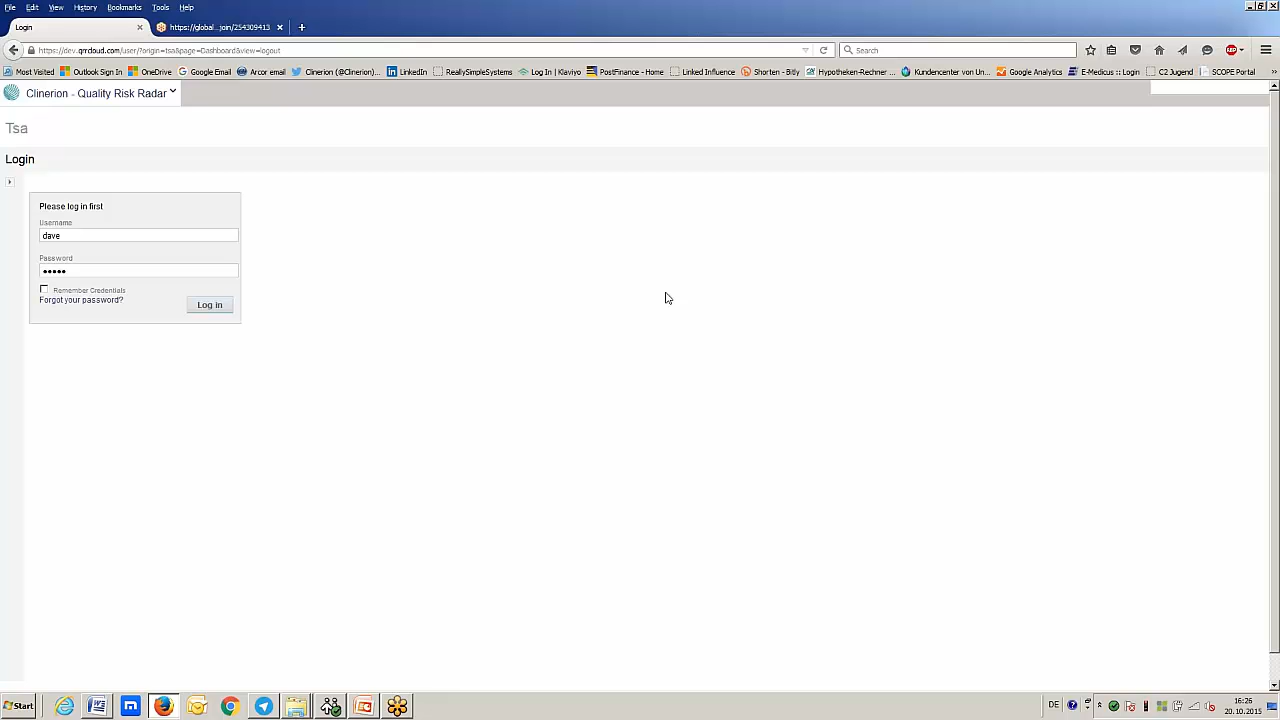 File Edit View History Bookmarks Tools Help
Login https://global...join/254309413
https://dev.qrrcloud.com/user/?origin=tsa&page=Dashboard&view=logout Search
Most Visited Outlook Sign In OneDrive Google Email Arcor email Clinerion (@Clinerion)... LinkedIn ReallySimpleSystems Log In | Klaviyo PostFinance - Home Linked Influence Shorten - Bitly Hypotheken-Rechner ... Kundencenter von Un... Google Analytics E-Medicus :: Login C2 Jugend SCOPE Portal
Clinerion - Quality Risk Radar
Tsa
Login
Please log in first
Username
dave
Password
Remember Credentials
Forgot your password?
Log in
Start DE 16:26
20.10.2015